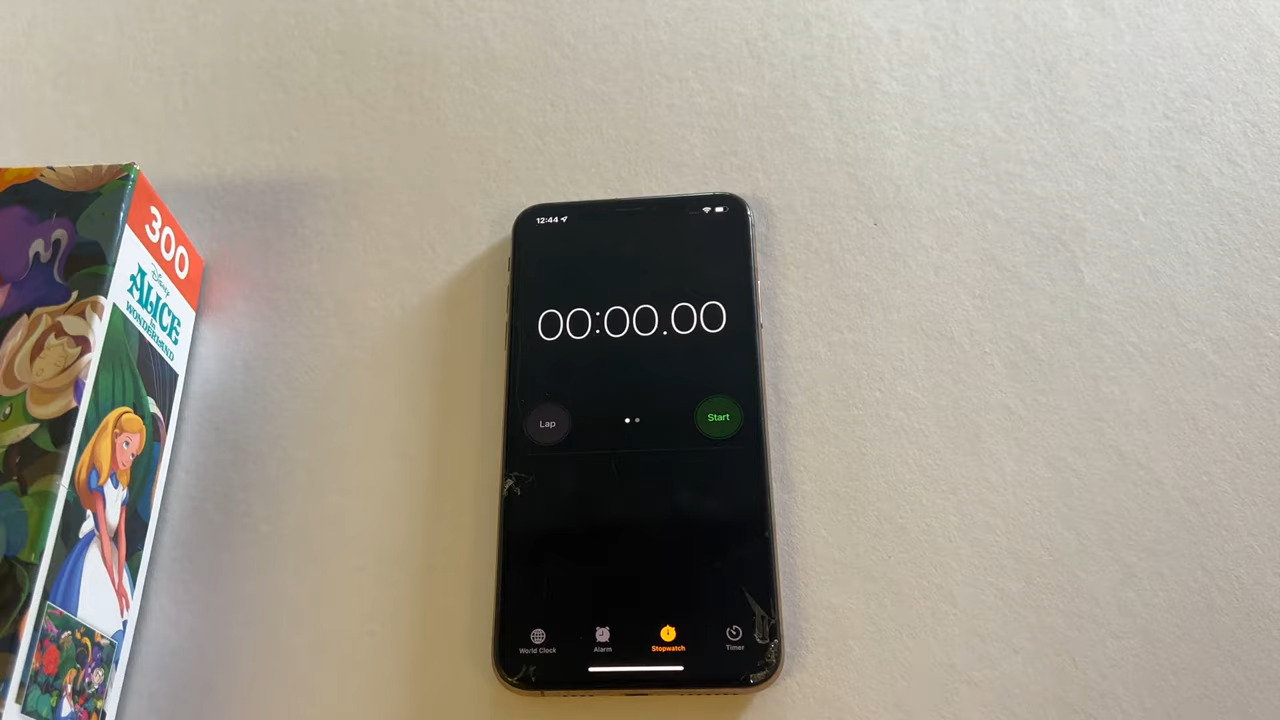 300
Disney
ALICE
IN
WONDERLAND
12:44
00:00.00
Lap
Start
World Clock
Alarm
Stopwatch
Timer